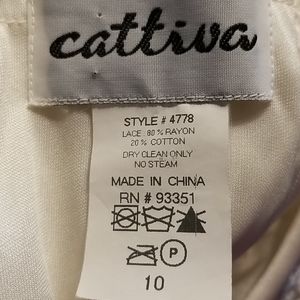 cattiva
STYLE # 4778
LACE: 80% RAYON
20% COTTON
DRY CLEAN ONLY
NO STEAM
MADE IN CHINA
RN # 93351
P
10